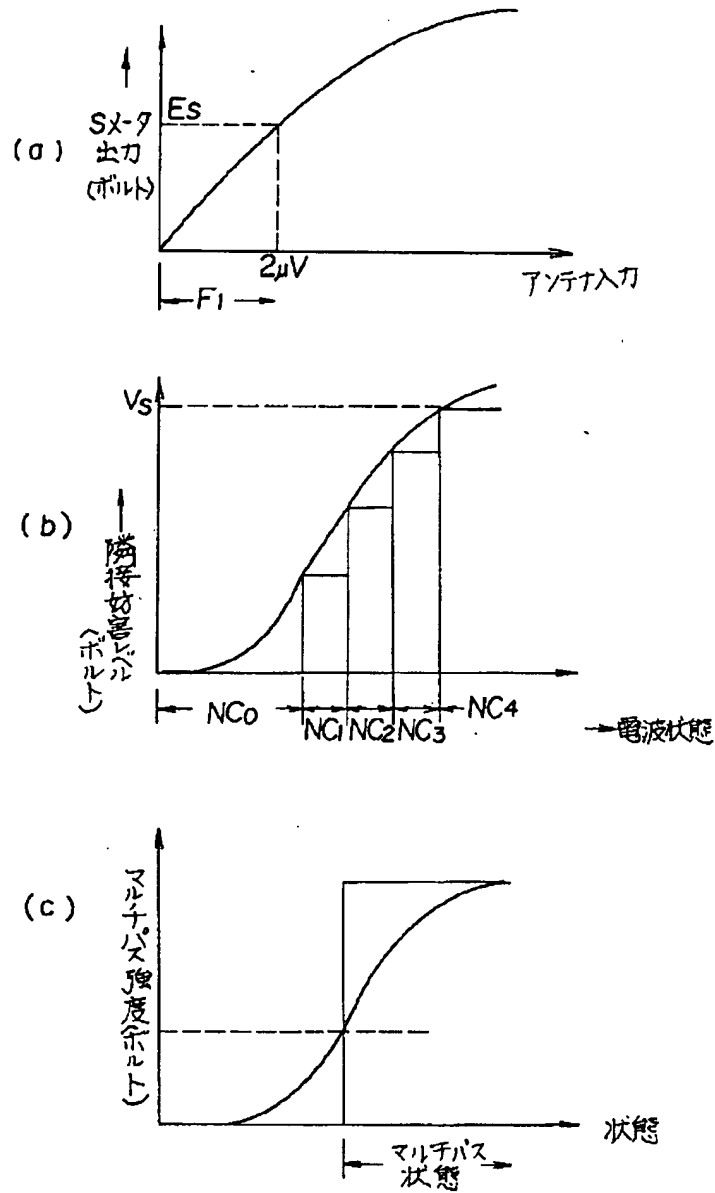 (a)
Sメータ
出力
(ボルト)
Es
2μV
F1
アンテナ入力
(b)
Vs
隣接妨害レベル
(ボルト)
NC0
NC1
NC2
NC3
NC4
電波状態
(c)
マルチパス強度(ボルト)
状態
マルチパス
状態